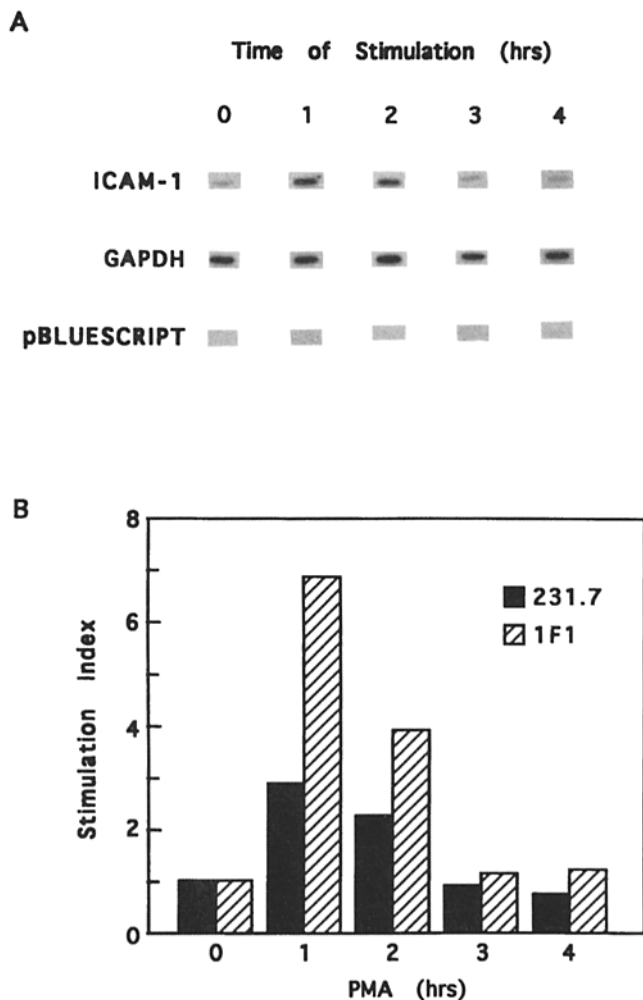 A
Time of Stimulation (hrs)
0 1 2 3 4
ICAM-1
GAPDH
pBLUESCRIPT
B
8
6
4
2
0
Stimulation Index
231.7
1F1
0 1 2 3 4
PMA (hrs)